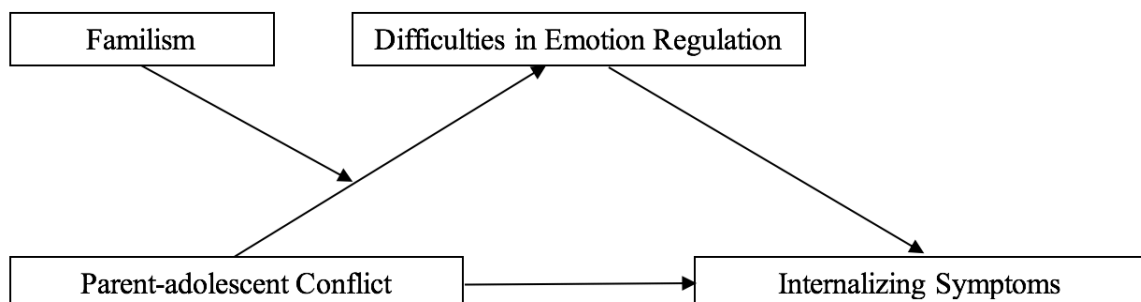 Familism
Difficulties in Emotion Regulation
Parent-adolescent Conflict
Internalizing Symptoms